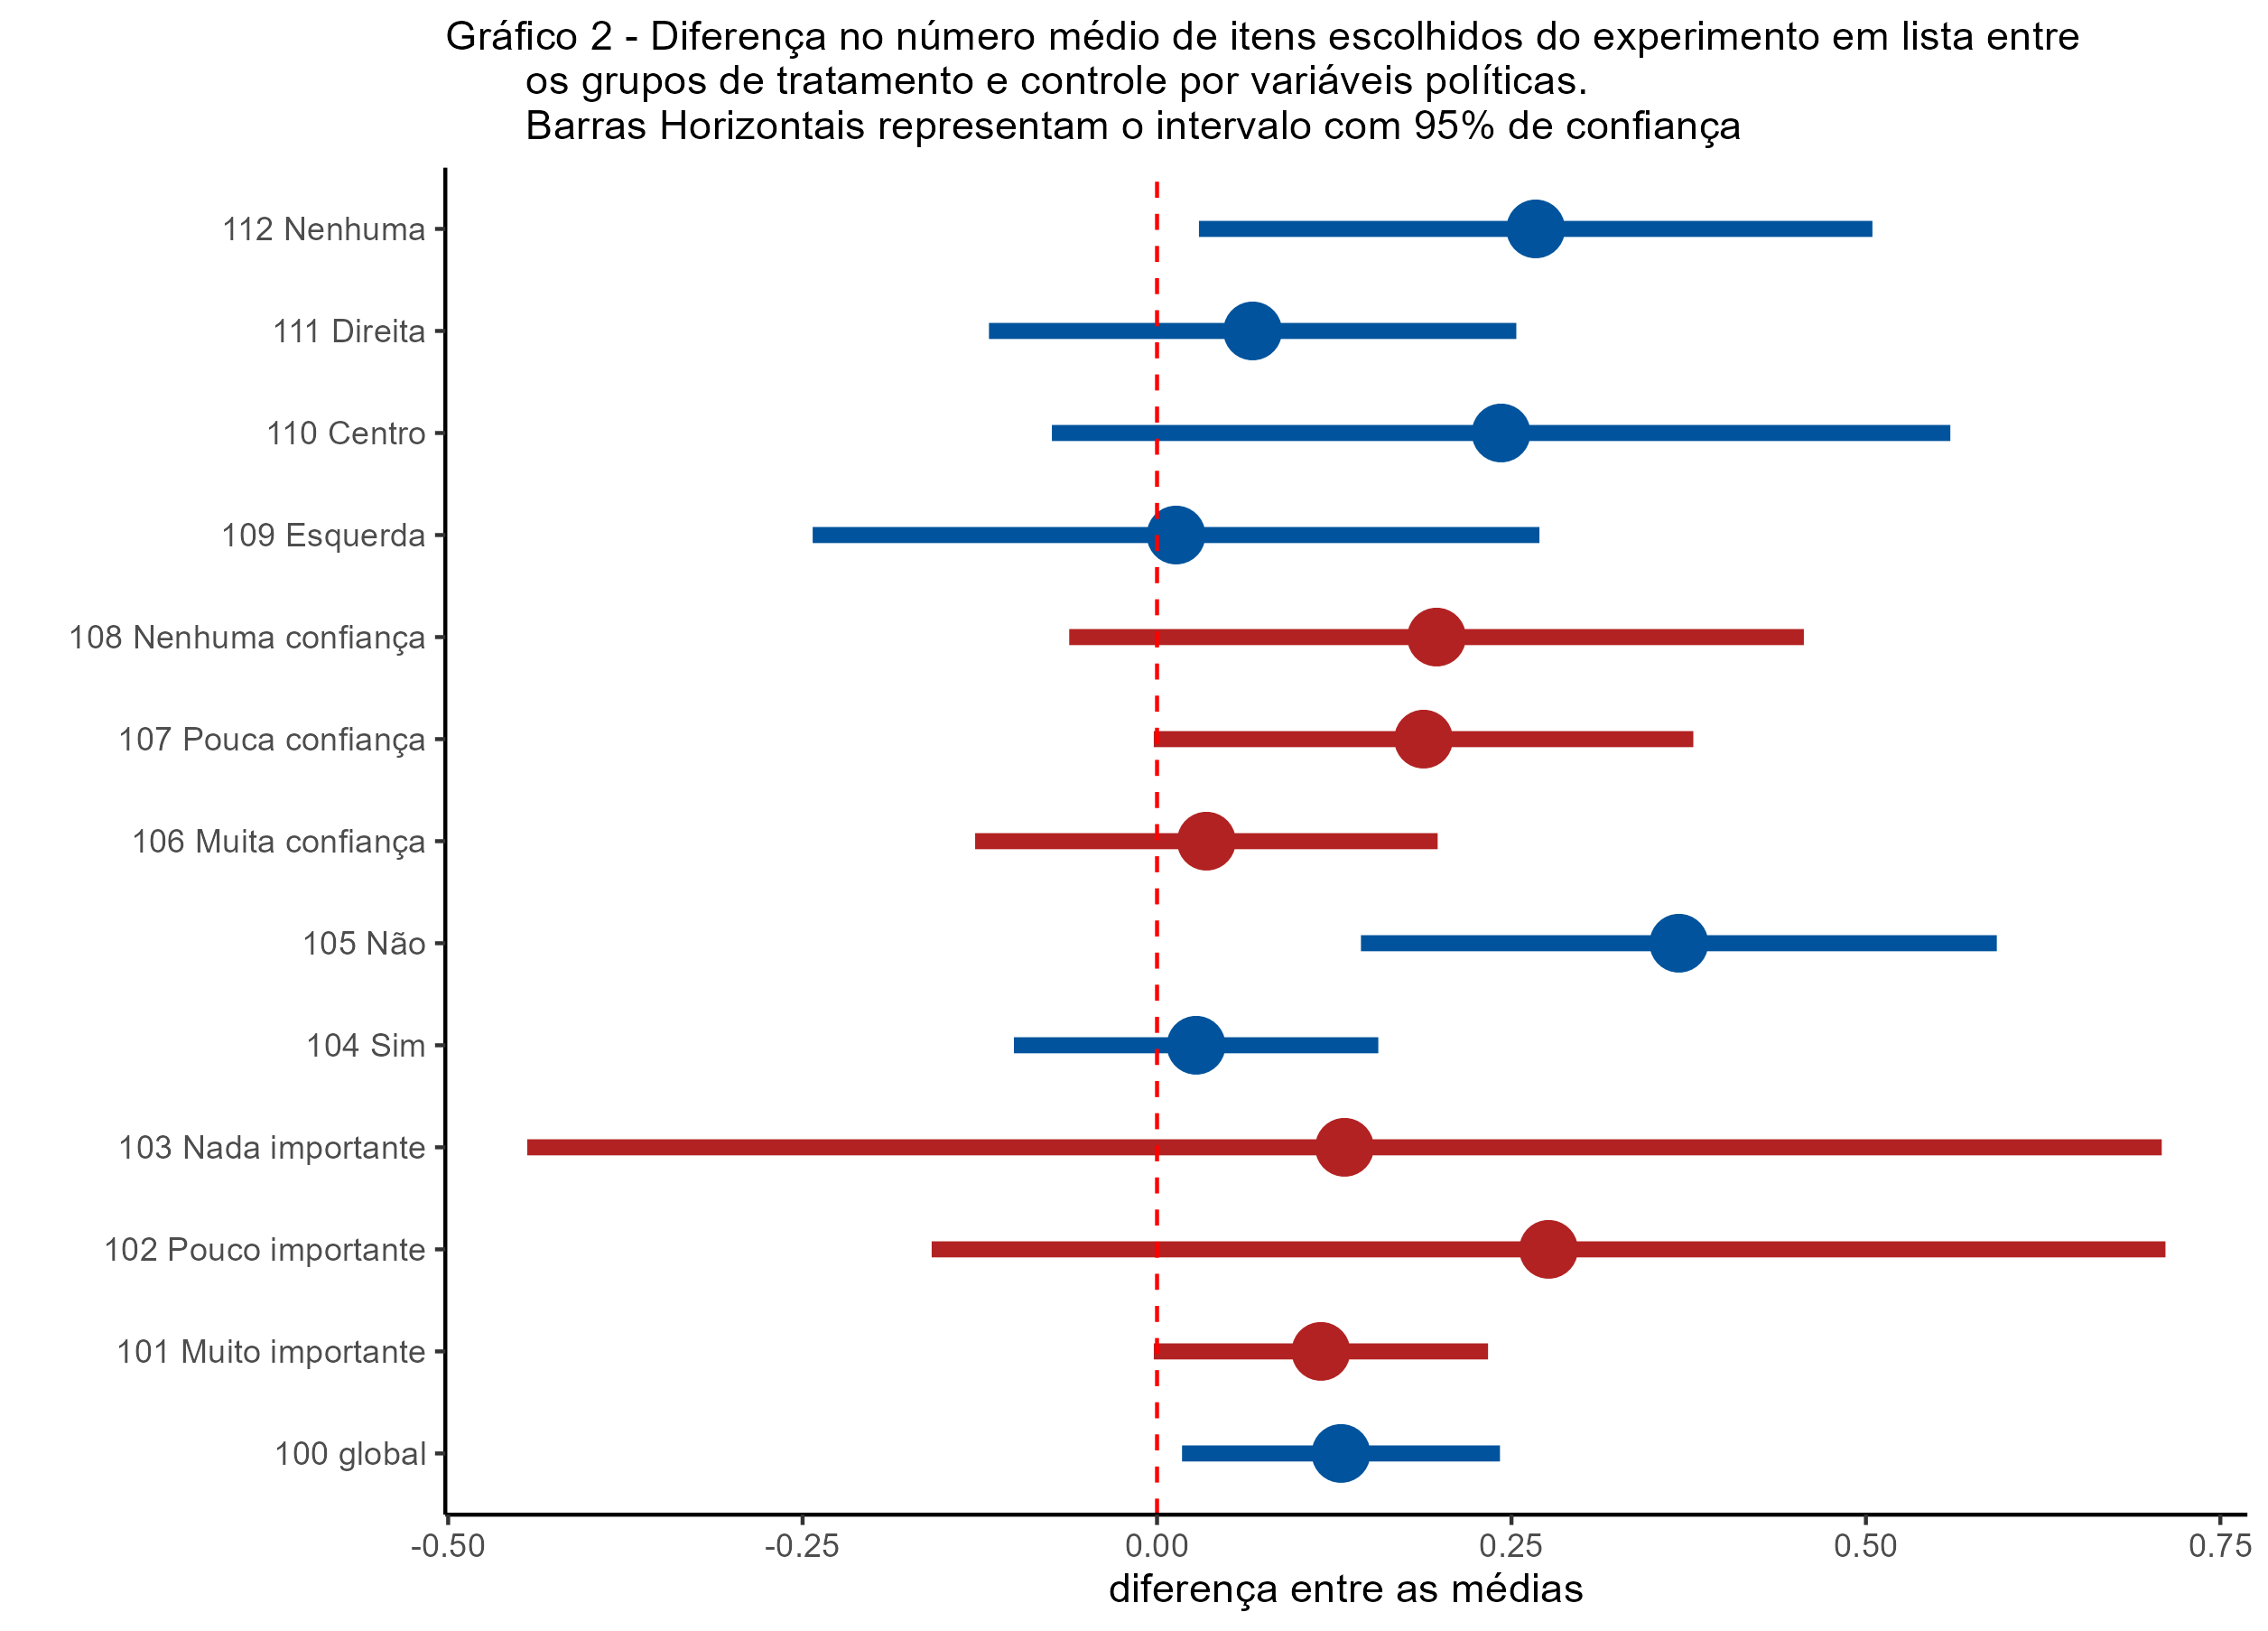 Gráfico 2 - Diferença no número médio de itens escolhidos do experimento em lista entre
os grupos de tratamento e controle por variáveis políticas.
Barras Horizontais representam o intervalo com 95% de confiança
112 Nenhuma
111 Direita
110 Centro
109 Esquerda
108 Nenhuma confiança
107 Pouca confiança
106 Muita confiança
105 Não
104 Sim
103 Nada importante
102 Pouco importante
101 Muito importante
100 global
-0.50 -0.25 0.00 0.25 0.50 0.75
diferença entre as médias